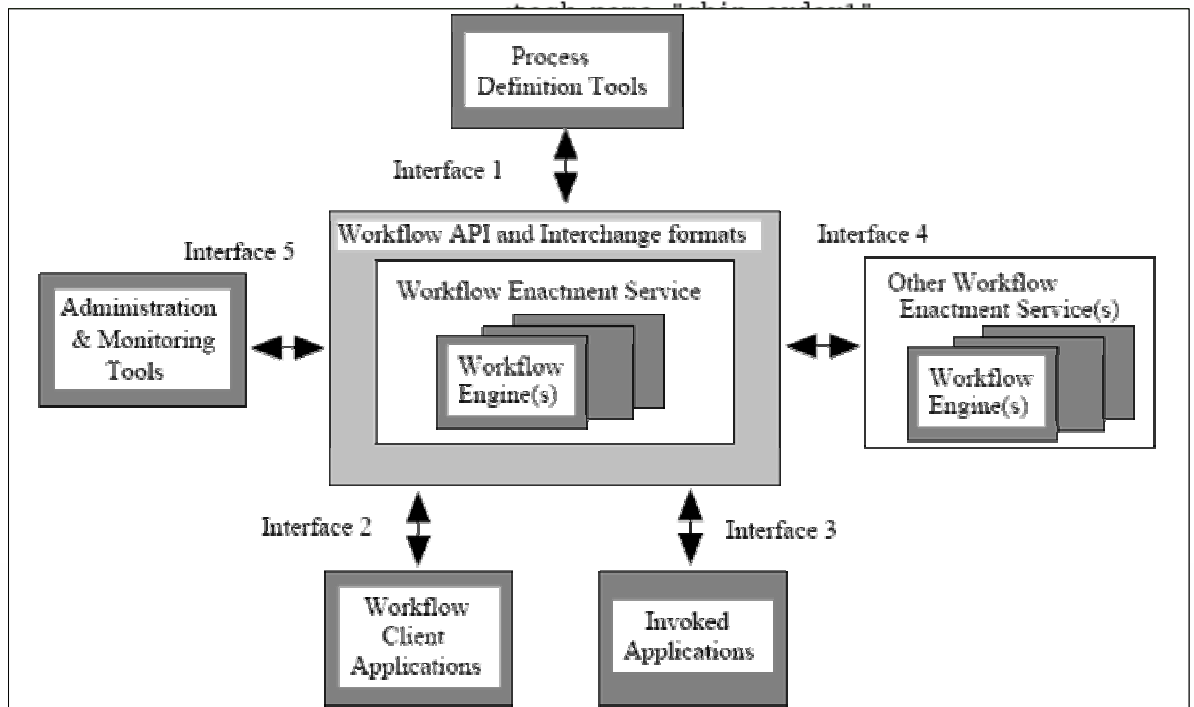 Process
Definition Tools
Interface 1
Workflow API and Interchange formats
Interface 4
Interface 5
Workflow Enactment Service
Other Workflow
Enactment Service(s)
Administration
& Monitoring
Tools
Workflow
Engine(s)
Workflow
Engine(s)
Interface 2
Interface 3
Workflow
Client
Applications
Invoked
Applications